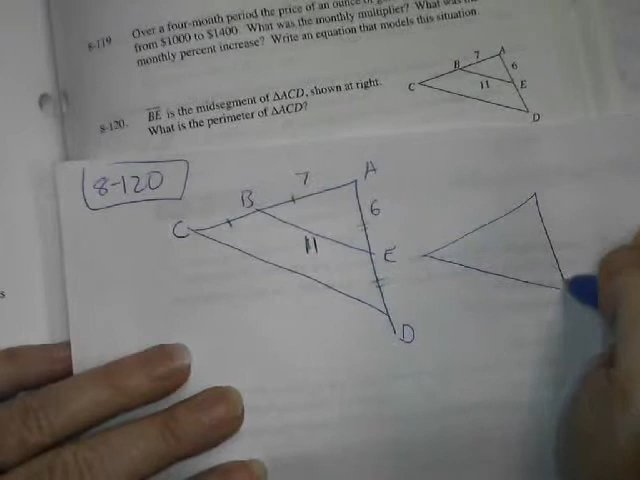 8-119 Over a four-month period the price of an ounce of
from $1000 to $1400. What was the monthly multiplier? What was
monthly percent increase? Write an equation that models this situation.
8-120. BE is the midsegment of ΔACD, shown at right.
What is the perimeter of ΔACD?
A
7
B
6
C
11
E
D
8-120
A
7
B
6
C
11
E
D
s